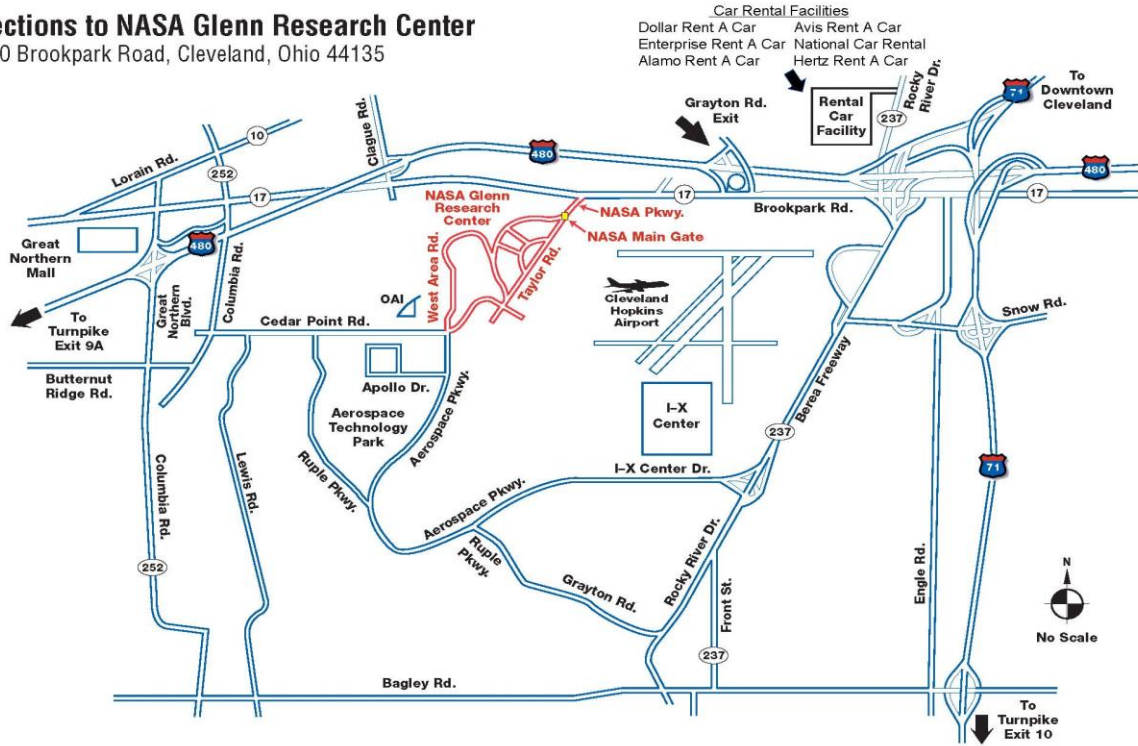 ections to NASA Glenn Research Center
0 Brookpark Road, Cleveland, Ohio 44135
Car Rental Facilities
Dollar Rent A Car Avis Rent A Car
Enterprise Rent A Car National Car Rental
Alamo Rent A Car Hertz Rent A Car
Rental
Car
Facility
Rocky
River Dr.
237
71
To
Downtown
Cleveland
Grayton Rd.
Exit
Clague Rd.
10
Lorain Rd.
252
17
480
480
17
Brookpark Rd.
17
480
NASA Glenn
Research
Center
NASA Pkwy.
NASA Main Gate
Great
Northern
Mall
Columbia Rd.
Great
Northern
Blvd.
To
Turnpike
Exit 9A
OAI
West Area Rd.
Taylor Rd.
Cleveland
Hopkins
Airport
Snow Rd.
Cedar Point Rd.
Butternut
Ridge Rd.
Apollo Dr.
Aerospace
Technology
Park
Aerospace Pkwy.
I-X
Center
Berea Freeway
237
71
Columbia Rd.
Lewis Rd.
Ruple Pkwy.
I-X Center Dr.
Aerospace Pkwy.
Ruple
Pkwy.
Grayton Rd.
Rocky River Dr.
Front St.
Engle Rd.
252
237
N
No Scale
Bagley Rd.
To
Turnpike
Exit 10